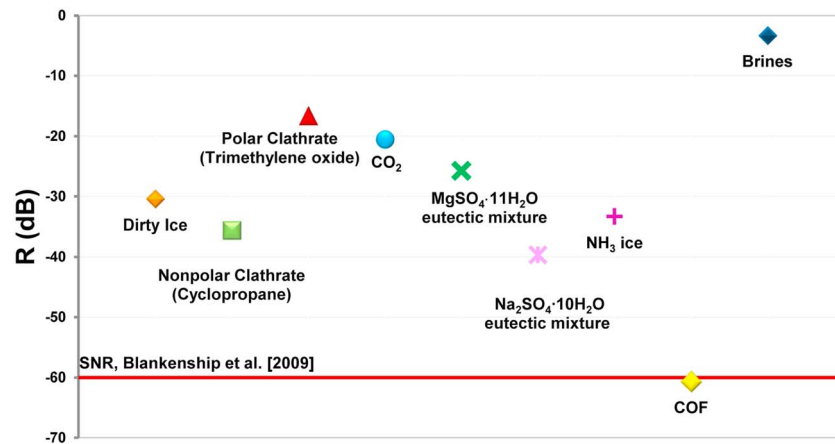 0
-10
-20
-30
-40
-50
-60
-70
R (dB)
Brines
Polar Clathrate
(Trimethylene oxide)
CO₂
MgSO₄·11H₂O
eutectic mixture
Dirty Ice
NH₃ ice
Nonpolar Clathrate
(Cyclopropane)
Na₂SO₄·10H₂O
eutectic mixture
SNR, Blankenship et al. [2009]
COF